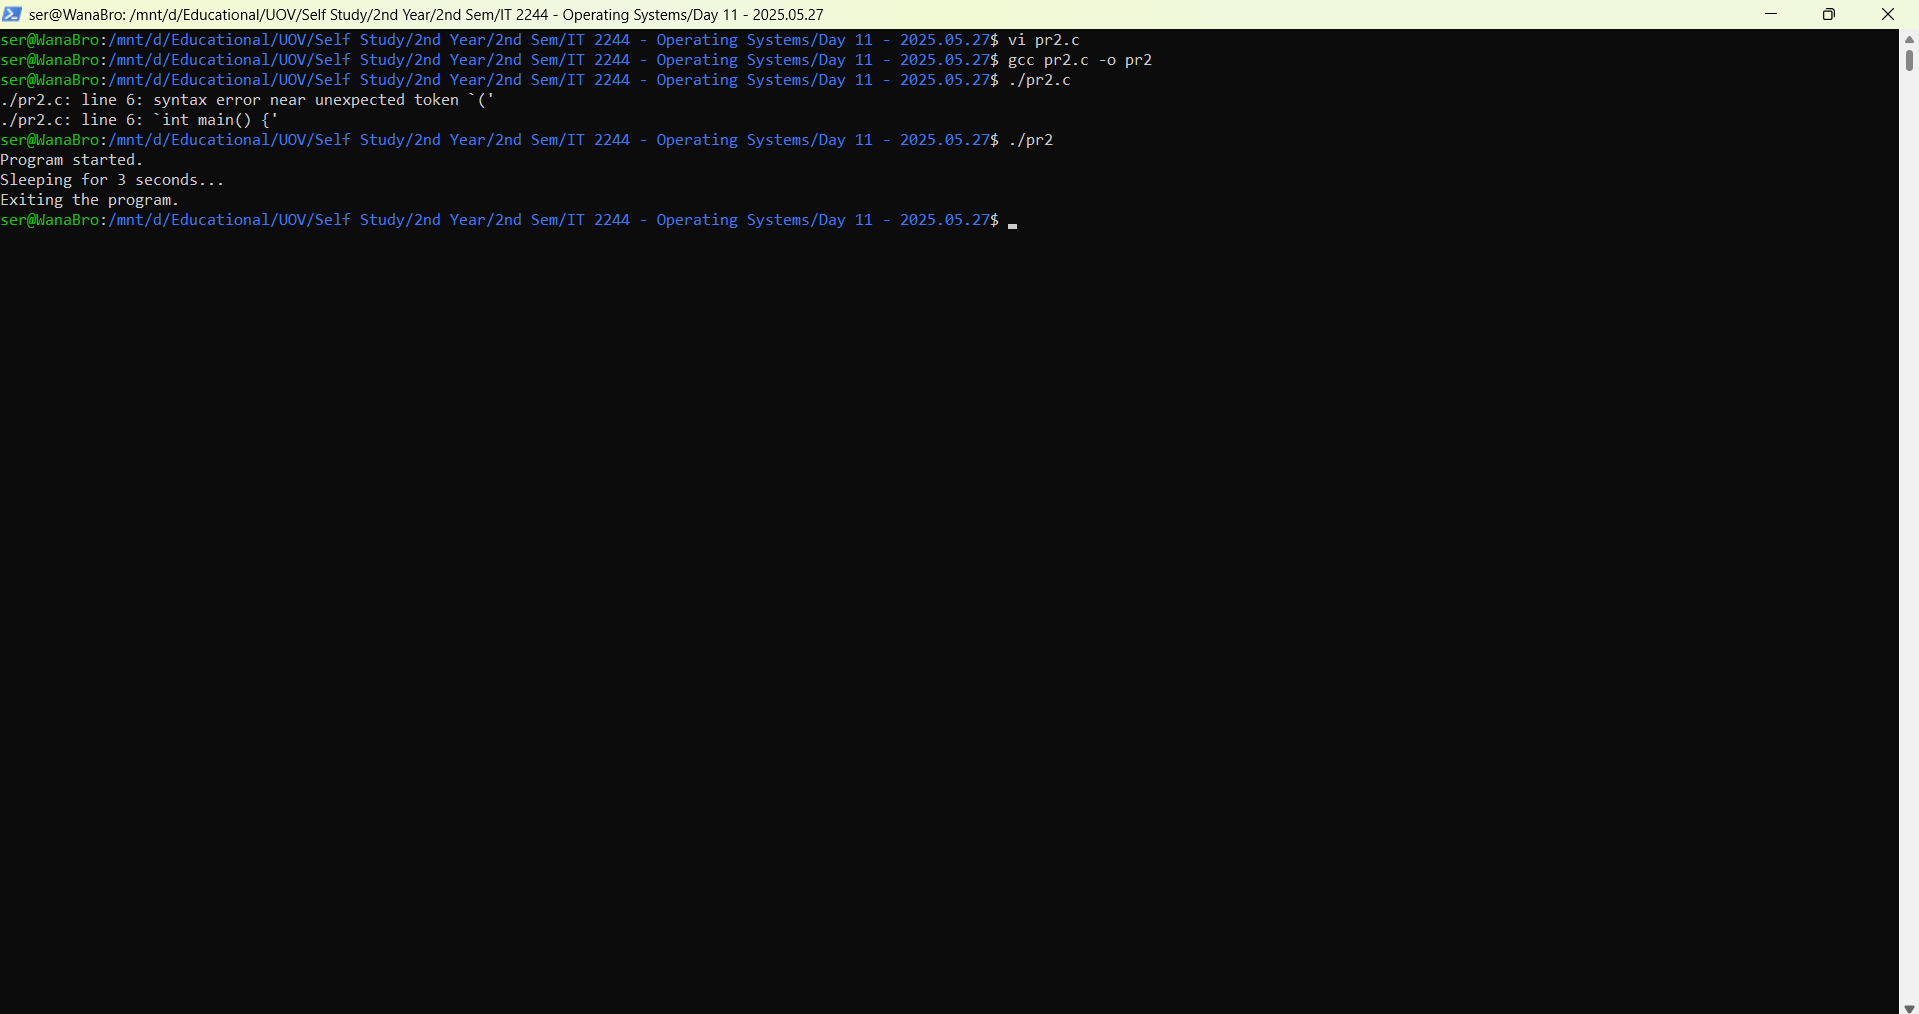 ser@WanaBro: /mnt/d/Educational/UOV/Self Study/2nd Year/2nd Sem/IT 2244 - Operating Systems/Day 11 - 2025.05.27
ser@WanaBro:/mnt/d/Educational/UOV/Self Study/2nd Year/2nd Sem/IT 2244 - Operating Systems/Day 11 - 2025.05.27$ vi pr2.c
ser@WanaBro:/mnt/d/Educational/UOV/Self Study/2nd Year/2nd Sem/IT 2244 - Operating Systems/Day 11 - 2025.05.27$ gcc pr2.c -o pr2
ser@WanaBro:/mnt/d/Educational/UOV/Self Study/2nd Year/2nd Sem/IT 2244 - Operating Systems/Day 11 - 2025.05.27$ ./pr2.c
./pr2.c: line 6: syntax error near unexpected token `('
./pr2.c: line 6: `int main() {'
ser@WanaBro:/mnt/d/Educational/UOV/Self Study/2nd Year/2nd Sem/IT 2244 - Operating Systems/Day 11 - 2025.05.27$ ./pr2
Program started.
Sleeping for 3 seconds...
Exiting the program.
ser@WanaBro:/mnt/d/Educational/UOV/Self Study/2nd Year/2nd Sem/IT 2244 - Operating Systems/Day 11 - 2025.05.27$